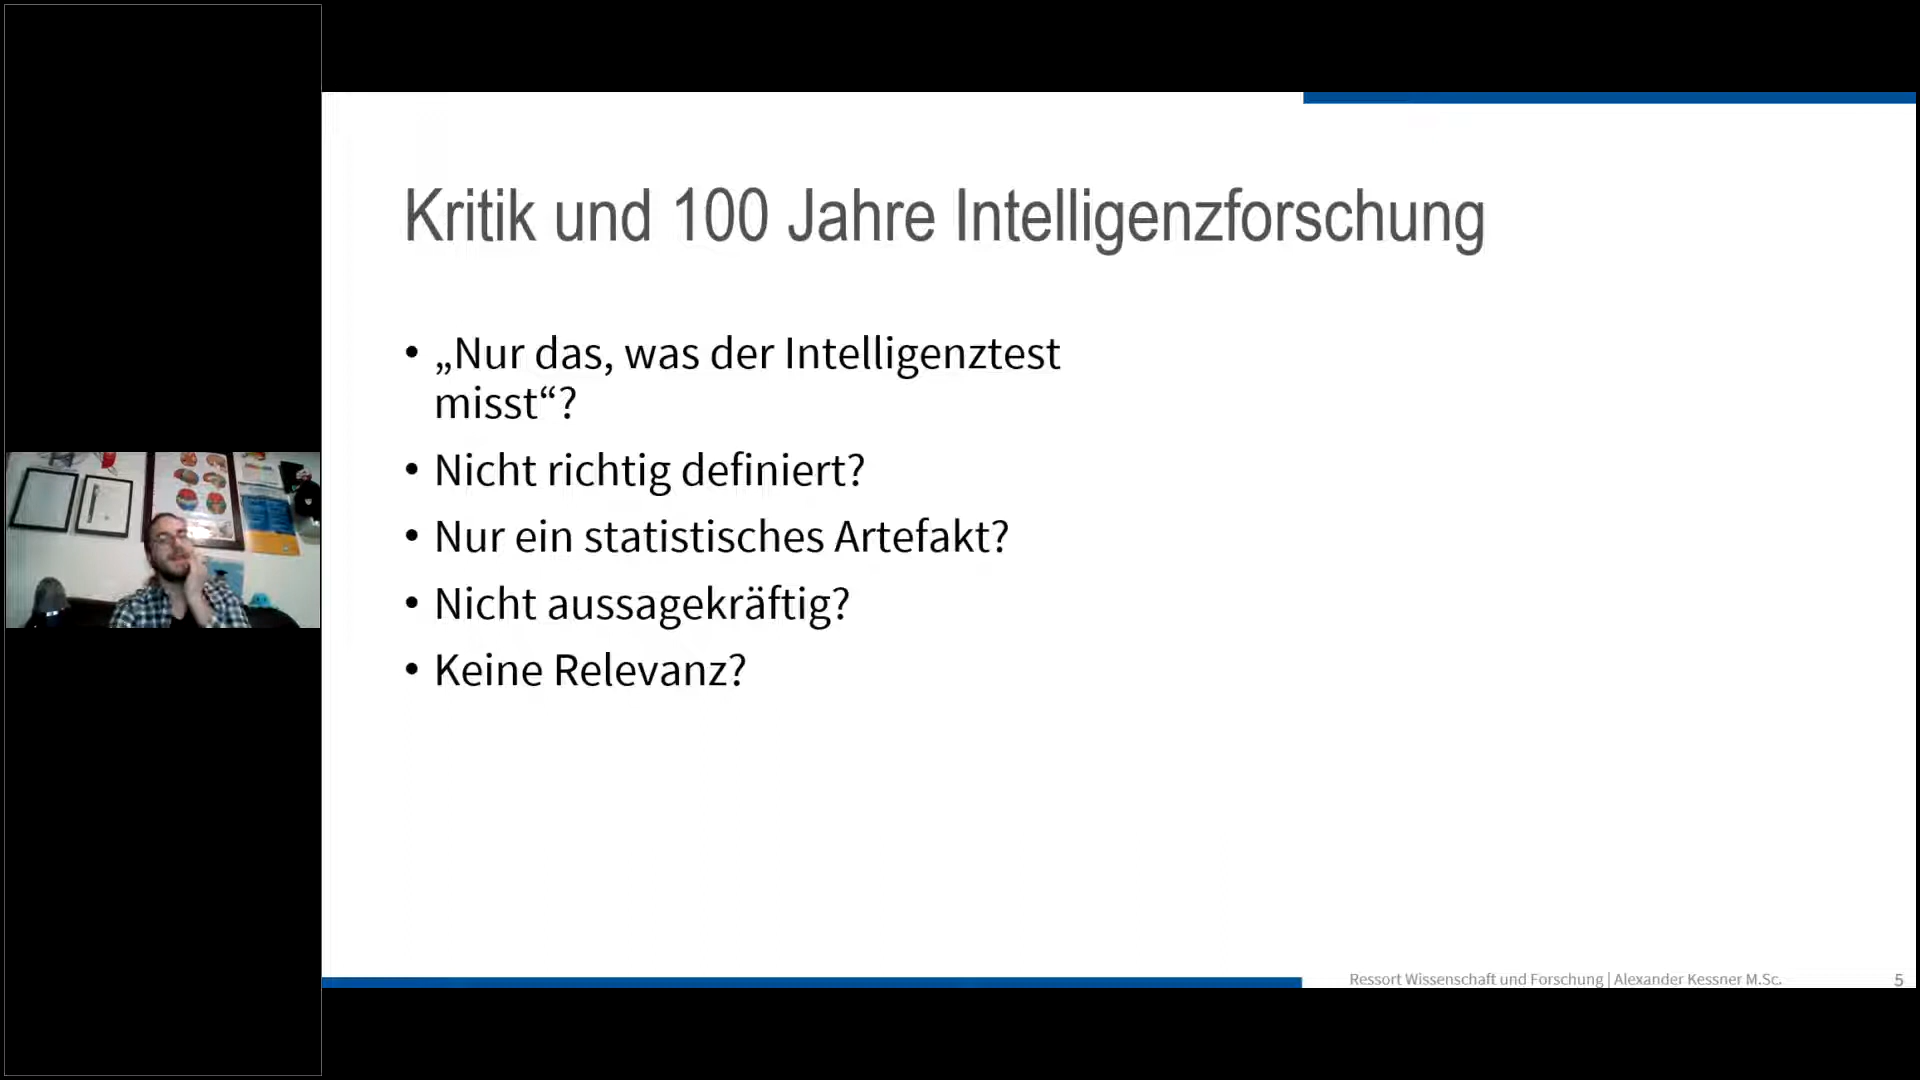 Kritik und 100 Jahre Intelligenzforschung
• „Nur das, was der Intelligenztest
misst“?
• Nicht richtig definiert?
• Nur ein statistisches Artefakt?
• Nicht aussagekräftig?
• Keine Relevanz?
Ressort Wissenschaft und Forschung | Alexander Kessner M.Sc.
5